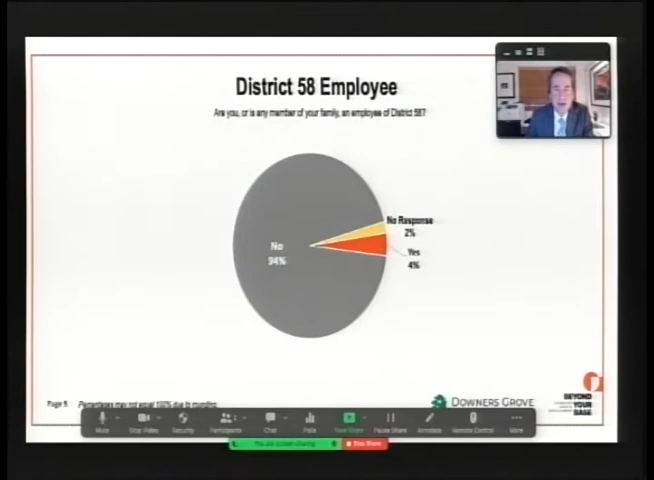 District 58 Employee
Are you, or is any member of your family, an employee of District 58?
No Response
2%
No
94%
Yes
4%
Page 5
Percentages may not equal 100% due to rounding
DOWNERS GROVE
BEYOND
YOUR
BASE
Mute
Stop Video
Security
Participants
Chat
Polls
New Share
Pause Share
Annotate
Remote Control
More
You are screen sharing
Stop Share